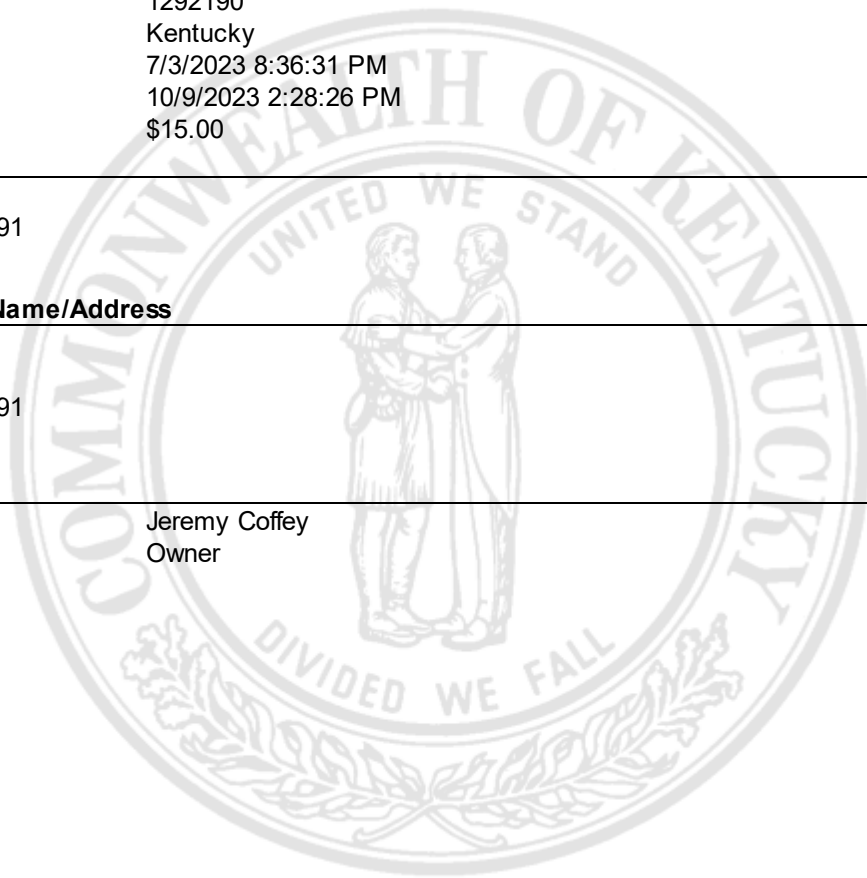 1292190
Kentucky
7/3/2023 8:36:31 PM
10/9/2023 2:28:26 PM
$15.00
91
Name/Address
91
Jeremy Coffey
Owner
COMMONWEALTH OF KENTUCKY
UNITED WE STAND
DIVIDED WE FALL